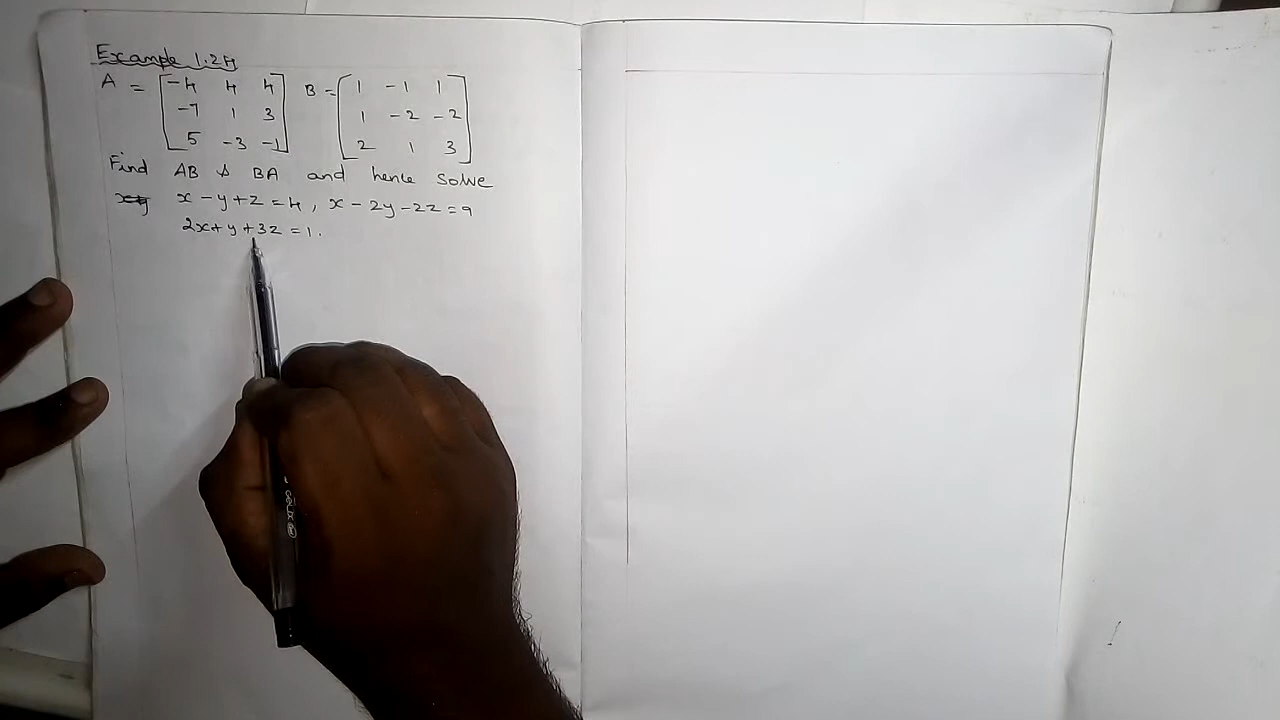 Example 1.24
A = [-4 4 4 B = [1 -1 1
-7 1 3 1 -2 -2
5 -3 -1] 2 1 3]
Find AB & BA and hence solve
x - y + z = 4, x - 2y - 2z = 9
2x + y + 3z = 1.